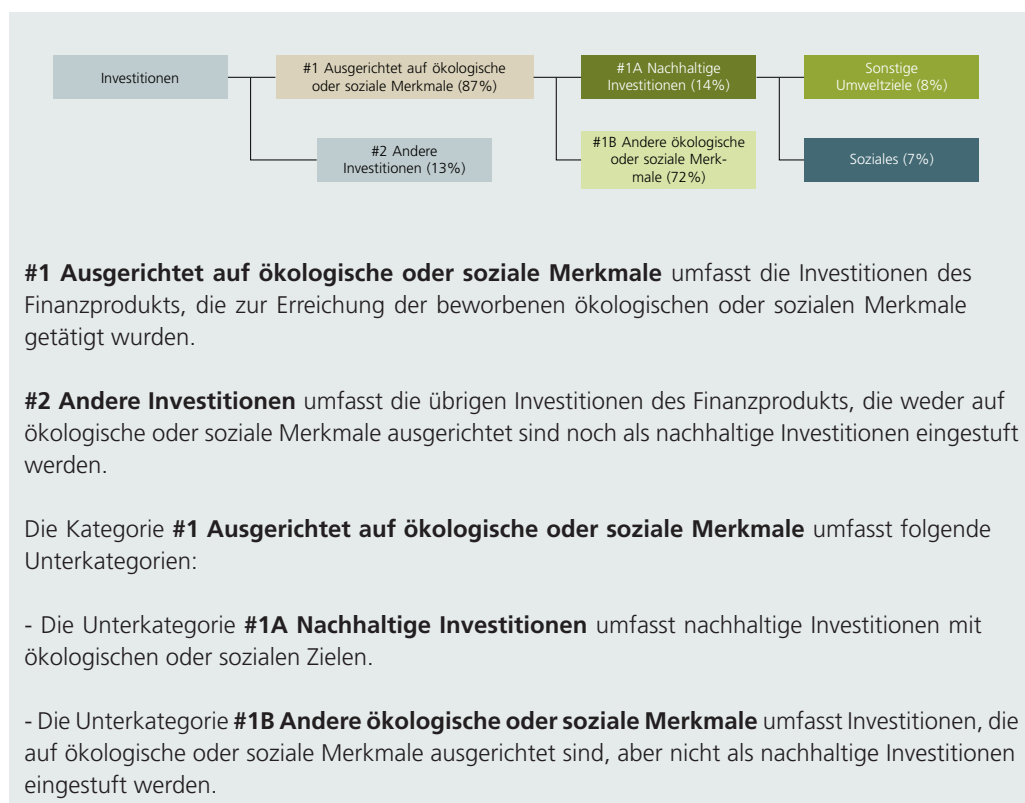 Investitionen
#1 Ausgerichtet auf ökologische
oder soziale Merkmale (87%)
#1A Nachhaltige
Investitionen (14%)
Sonstige
Umweltziele (8%)
#2 Andere
Investitionen (13%)
#1B Andere ökologische
oder soziale Merk-
male (72%)
Soziales (7%)
#1 Ausgerichtet auf ökologische oder soziale Merkmale umfasst die Investitionen des
Finanzprodukts, die zur Erreichung der beworbenen ökologischen oder sozialen Merkmale
getätigt wurden.
#2 Andere Investitionen umfasst die übrigen Investitionen des Finanzprodukts, die weder auf
ökologische oder soziale Merkmale ausgerichtet sind noch als nachhaltige Investitionen eingestuft
werden.
Die Kategorie #1 Ausgerichtet auf ökologische oder soziale Merkmale umfasst folgende
Unterkategorien:
- Die Unterkategorie #1A Nachhaltige Investitionen umfasst nachhaltige Investitionen mit
ökologischen oder sozialen Zielen.
- Die Unterkategorie #1B Andere ökologische oder soziale Merkmale umfasst Investitionen, die
auf ökologische oder soziale Merkmale ausgerichtet sind, aber nicht als nachhaltige Investitionen
eingestuft werden.